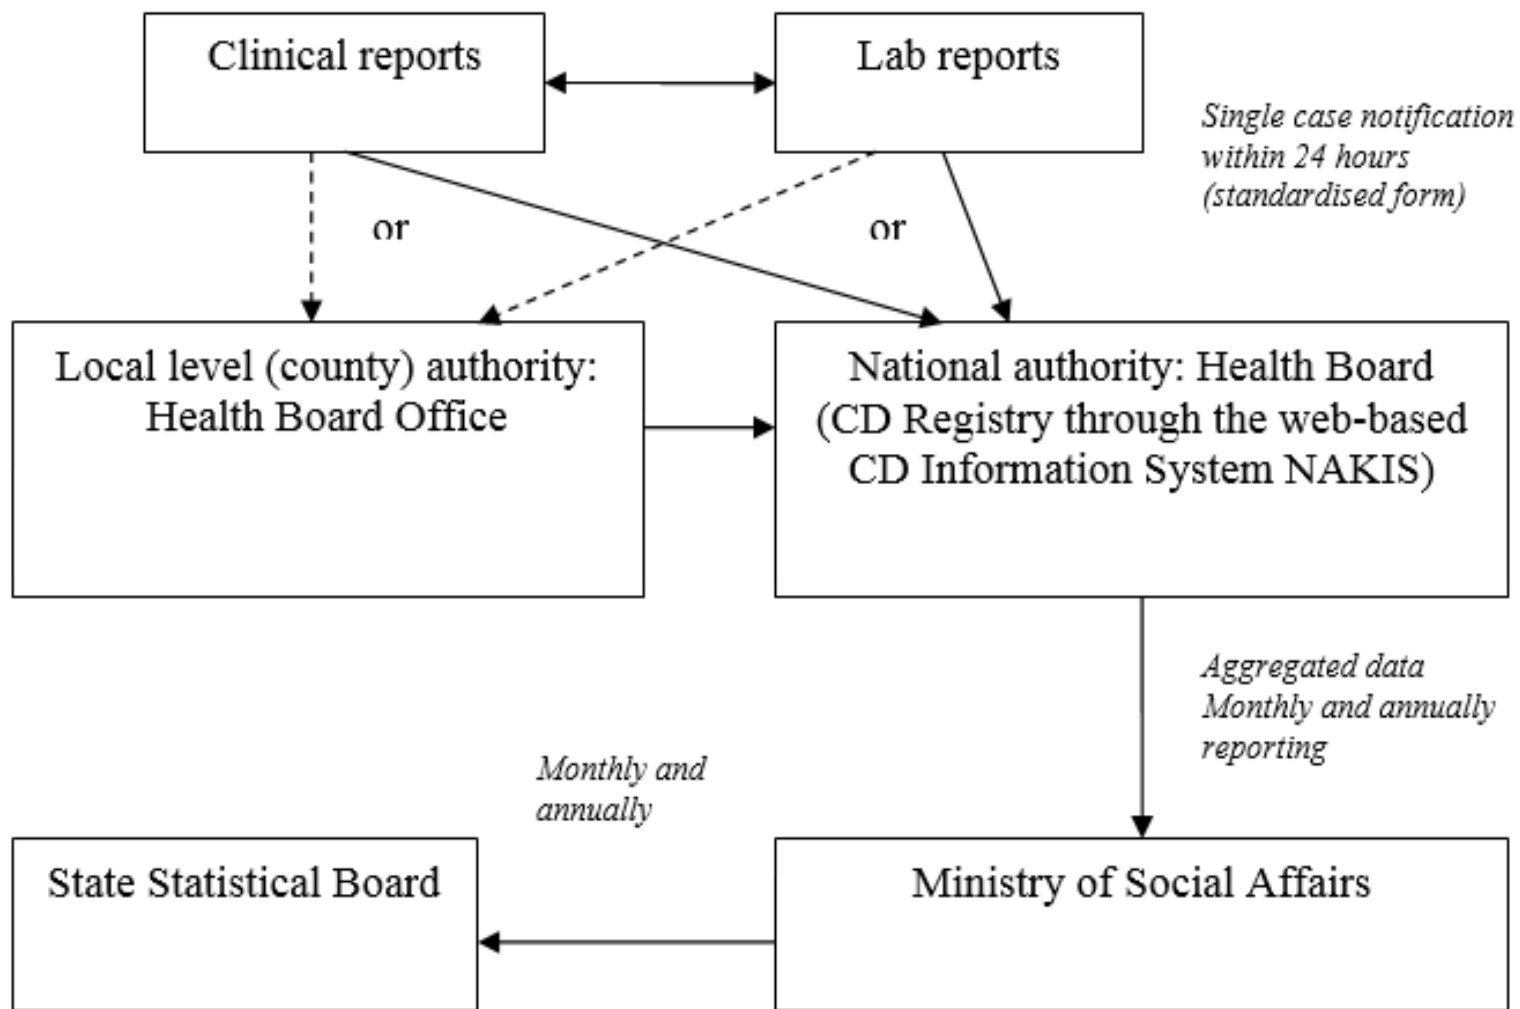 Clinical reports
Lab reports
Single case notification
within 24 hours
(standardised form)
or
or
Local level (county) authority:
Health Board Office
National authority: Health Board
(CD Registry through the web-based
CD Information System NAKIS)
Aggregated data
Monthly and annually
reporting
Monthly and
annually
State Statistical Board
Ministry of Social Affairs